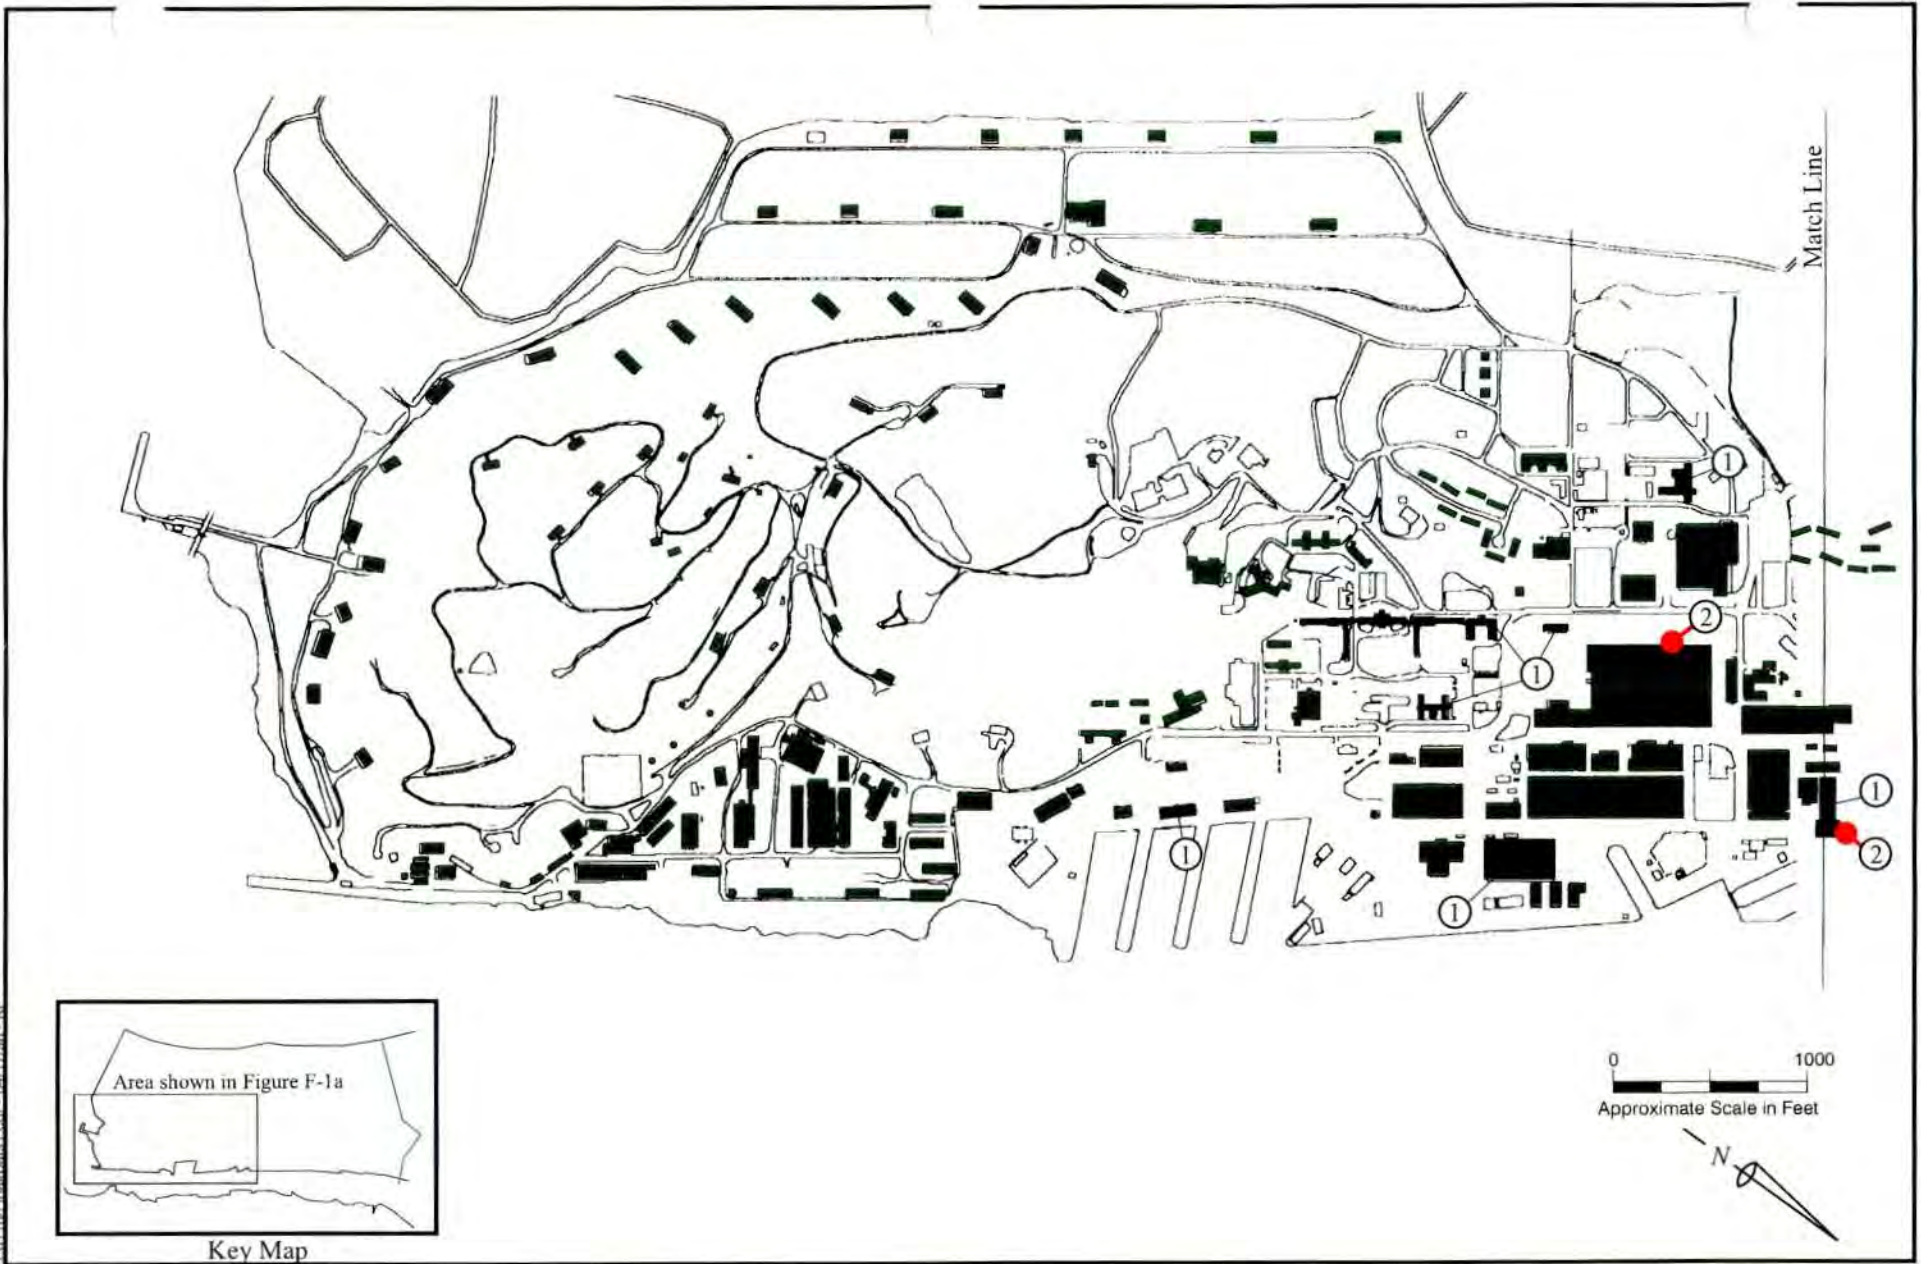 Match Line
1
2
1
1
2
1
1
Area shown in Figure F-1a
Key Map
0 1000
Approximate Scale in Feet
N